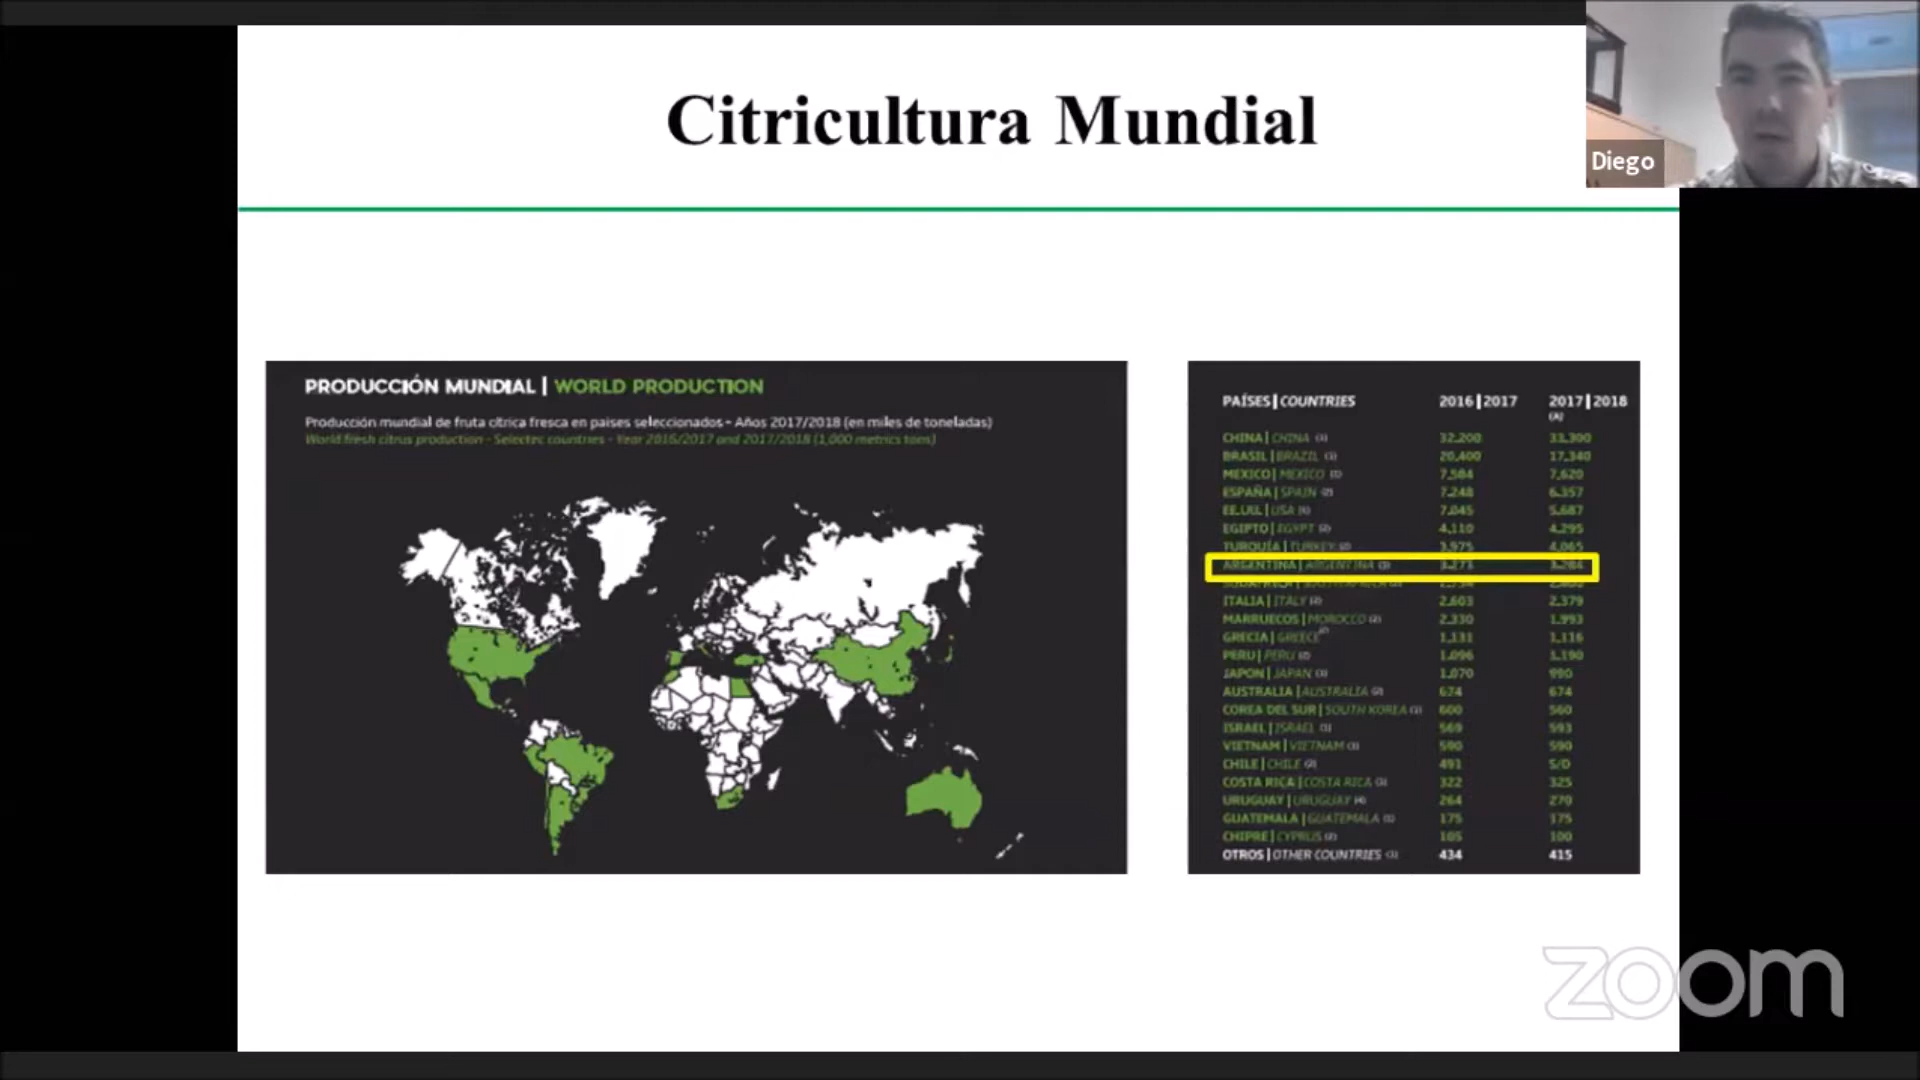 Citricultura Mundial
Diego
PRODUCCIÓN MUNDIAL | WORLD PRODUCTION
Producción mundial de fruta cítrica fresca en países seleccionados - Años 2017/2018 (en miles de toneladas)
World fresh citrus production - Selectec countries - Year 2016/2017 and 2017/2018 (1,000 metrics tons)
PAÍSES | COUNTRIES 2016 | 2017 2017 | 2018
CHINA | CHINA (1) 32,200 33,300
BRASIL | BRAZIL (1) 20,400 17,340
MEXICO | MEXICO (1) 7,584 7,620
ESPAÑA | SPAIN (2) 7.248 6.357
EE.UU. | USA 7,045 5,687
EGIPTO | EGYPT (2) 4,110 4,295
TURQUÍA | TURKEY (2) 3,975 4,065
ARGENTINA | ARGENTINA 3,273 3,284
SUDÁFRICA | SOUTH AFRICA
ITALIA | ITALY (2) 2,603 2,379
MARRUECOS | MOROCCO (2) 2,330 1,993
GRECIA | GREECE 1,131 1,116
PERU | PERU (2) 1,096 1,190
JAPON | JAPAN (1) 1,070 990
AUSTRALIA | AUSTRALIA (2) 674 674
COREA DEL SUR | SOUTH KOREA (1) 600 560
ISRAEL | ISRAEL (1) 569 593
VIETNAM | VIETNAM (1) 590 590
CHILE | CHILE (2) 491 S/D
COSTA RICA | COSTA RICA (1) 322 325
URUGUAY | URUGUAY (4) 264 270
GUATEMALA | GUATEMALA (1) 175 175
CHIPRE | CYPRUS (2) 105 100
OTROS | OTHER COUNTRIES (1) 434 415
zoom